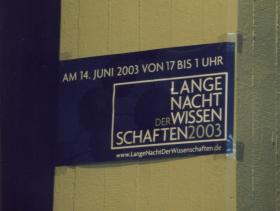 AM 14. JUNI 2003 VON 17 BIS 1 UHR
LANGE
NACHT
DER WISSEN
SCHAFTEN2003
www.LangeNachtDerWissenschaften.de